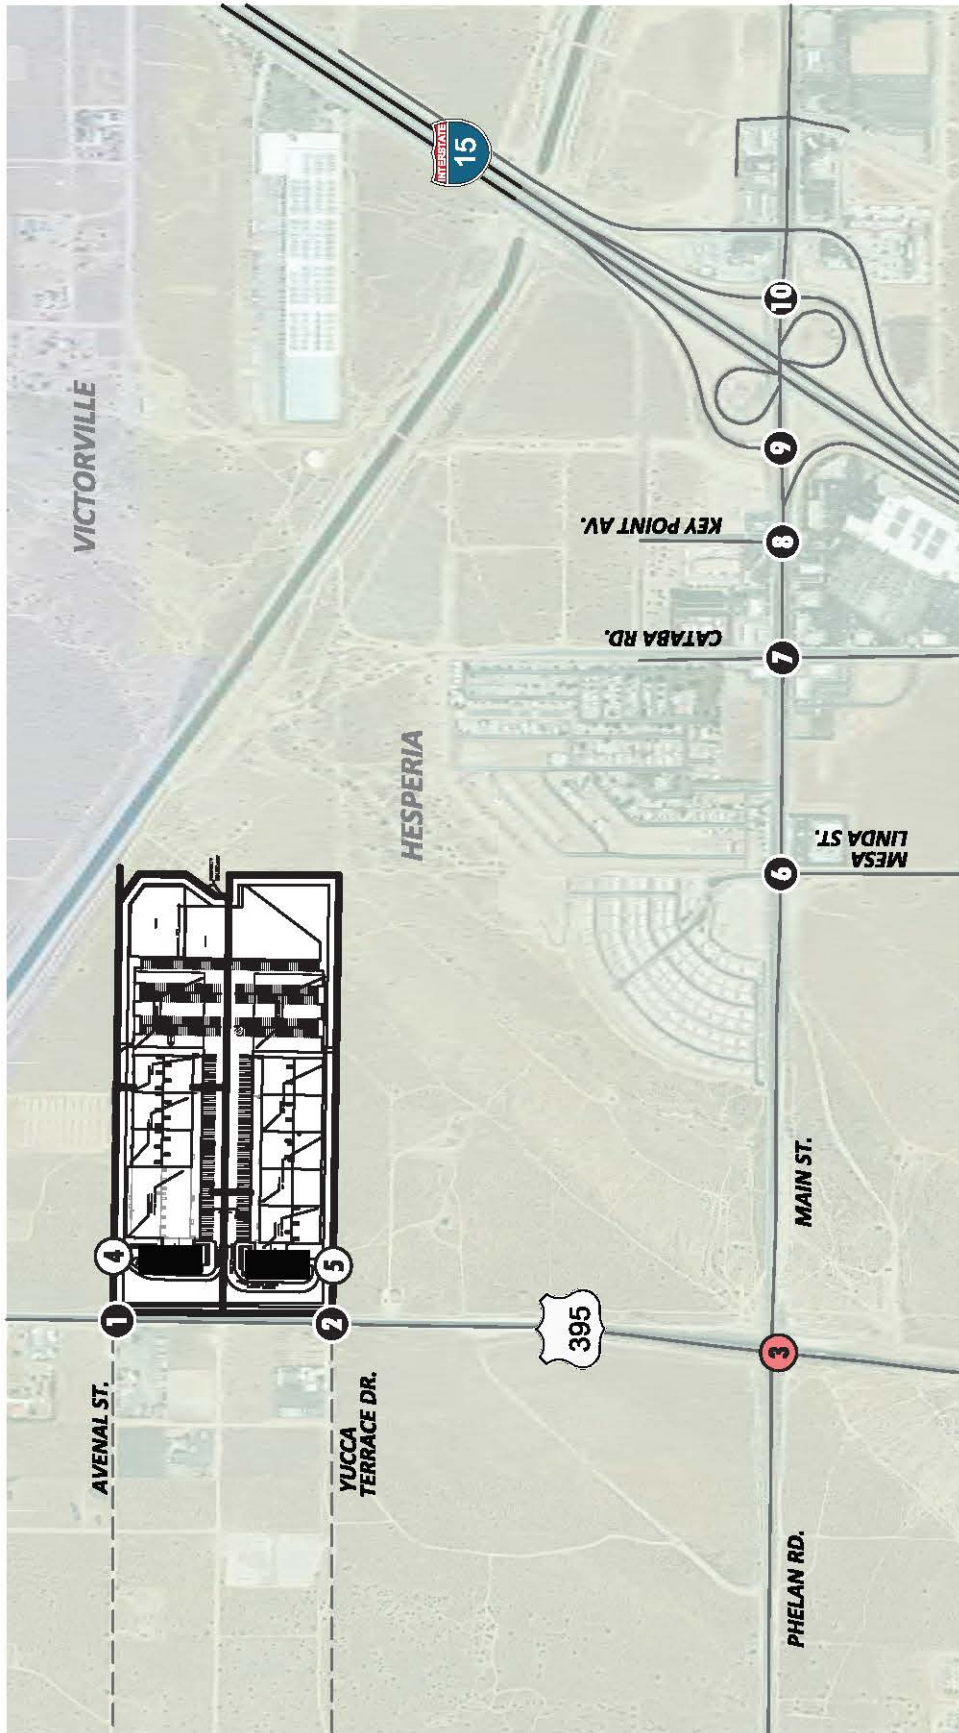 VICTORVILLE
INTERSTATE
15
HESPERIA
AVENAL ST.
1
4
YUCCA
TERRACE DR.
2
5
395
KEY POINT AV.
CATABA RD.
MESA
LINDA ST.
PHELAN RD.
3
MAIN ST.
6
7
8
9
10